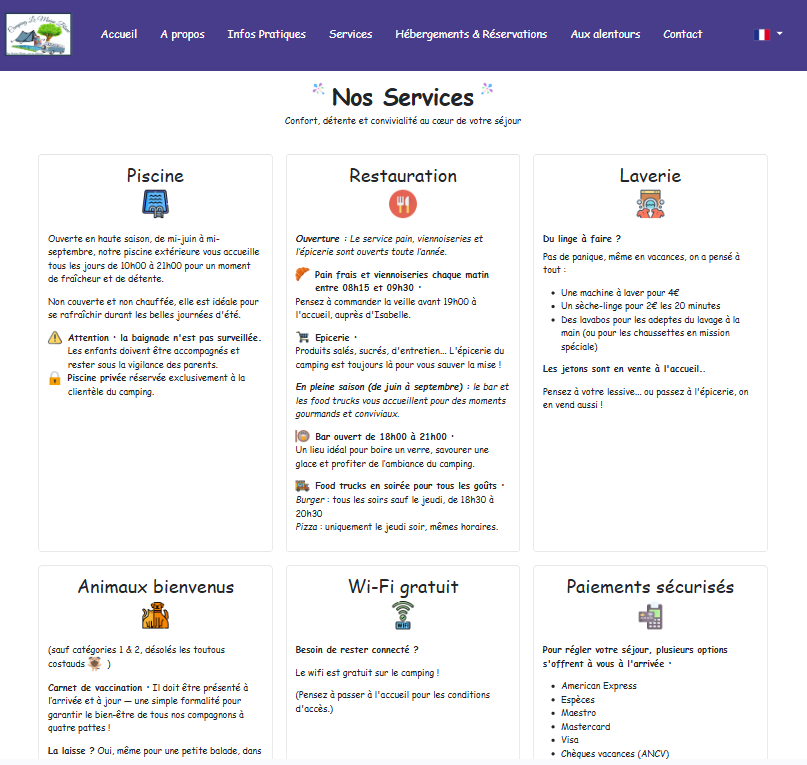 Accueil
A propos
Infos Pratiques
Services
Hébergements & Réservations
Aux alentours
Contact
Nos Services
Confort, détente et convivialité au cœur de votre séjour
Piscine
Ouverte en haute saison, de mi-juin à mi-
septembre, notre piscine extérieure vous accueille
tous les jours de 10h00 à 21h00 pour un moment
de fraîcheur et de détente.
Non couverte et non chauffée, elle est idéale pour
se rafraîchir durant les belles journées d'été.
Attention : la baignade n'est pas surveillée.
Les enfants doivent être accompagnés et
rester sous la vigilance des parents.
Piscine privée réservée exclusivement à la
clientèle du camping.
Restauration
Ouverture : Le service pain, viennoiseries et
l'épicerie sont ouverts toute l'année.
Pain frais et viennoiseries chaque matin
entre 08h15 et 09h30 :
Pensez à commander la veille avant 19h00 à
l'accueil, auprès d'Isabelle.
Epicerie :
Produits salés, sucrés, d'entretien... L'épicerie du
camping est toujours là pour vous sauver la mise !
En pleine saison (de juin à septembre) : le bar et
les food trucks vous accueillent pour des moments
gourmands et conviviaux.
Bar ouvert de 18h00 à 21h00 :
Un lieu idéal pour boire un verre, savourer une
glace et profiter de l'ambiance du camping.
Food trucks en soirée pour tous les goûts :
Burger : tous les soirs sauf le jeudi, de 18h30 à
20h30
Pizza : uniquement le jeudi soir, mêmes horaires.
Laverie
Du linge à faire ?
Pas de panique, même en vacances, on a pensé à
tout :
• Une machine à laver pour 4€
• Un sèche-linge pour 2€ les 20 minutes
• Des lavabos pour les adeptes du lavage à la
main (ou pour les chaussettes en mission
spéciale)
Les jetons sont en vente à l'accueil..
Pensez à votre lessive... ou passez à l'épicerie, on
en vend aussi !
Animaux bienvenus
(sauf catégories 1 & 2, désolés les toutous
costauds )
Carnet de vaccination : Il doit être présenté à
l'arrivée et à jour — une simple formalité pour
garantir le bien-être de tous nos compagnons à
quatre pattes !
La laisse ? Oui, même pour une petite balade, dans
Wi-Fi gratuit
WIFI
Besoin de rester connecté ?
Le wifi est gratuit sur le camping !
(Pensez à passer à l'accueil pour les conditions
d'accès.)
Paiements sécurisés
Pour régler votre séjour, plusieurs options
s'offrent à vous à l'arrivée :
• American Express
• Espèces
• Maestro
• Mastercard
• Visa
• Chèques vacances (ANCV)